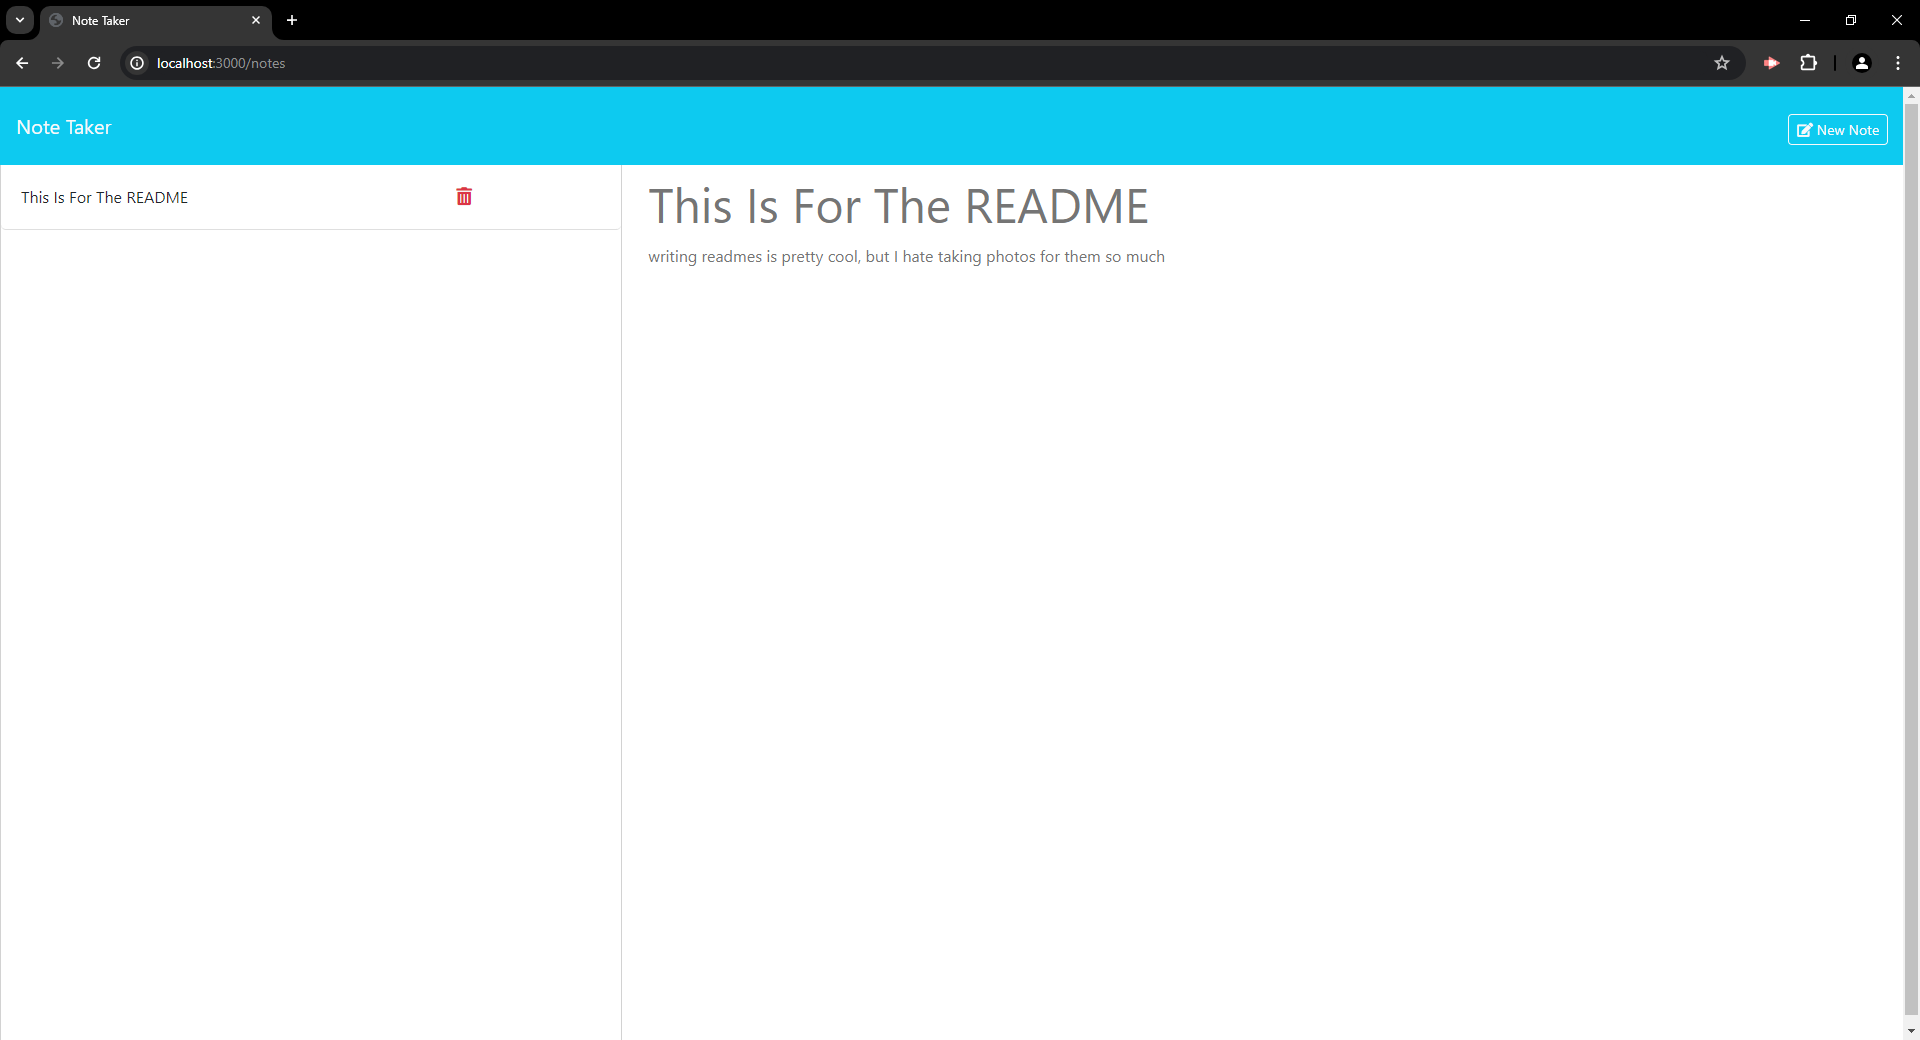 Note Taker
localhost:3000/notes
Note Taker
New Note
This Is For The README
This Is For The README
writing readmes is pretty cool, but I hate taking photos for them so much